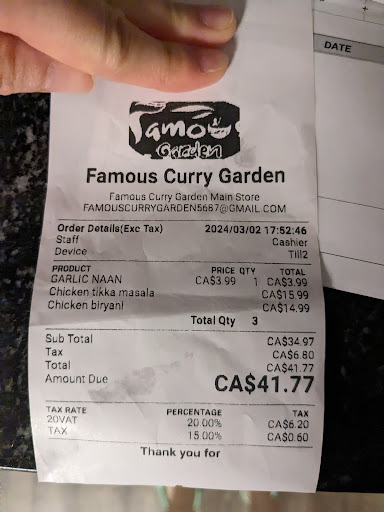 Famous
Garden
Famous Curry Garden
Famous Curry Garden Main Store
FAMOUSCURRYGARDEN5687@GMAIL.COM
Order Details(Exc Tax) 2024/03/02 17:52:46
Staff Cashier
Device Till2
PRODUCT PRICE QTY TOTAL
GARLIC NAAN CA$3.99 1 CA$3.99
Chicken tikka masala CA$15.99
Chicken biryani CA$14.99
Total Qty 3
Sub Total CA$34.97
Tax CA$6.80
Total CA$41.77
Amount Due CA$41.77
TAX RATE PERCENTAGE TAX
20VAT 20.00% CA$6.20
TAX 15.00% CA$0.60
Thank you for
DATE